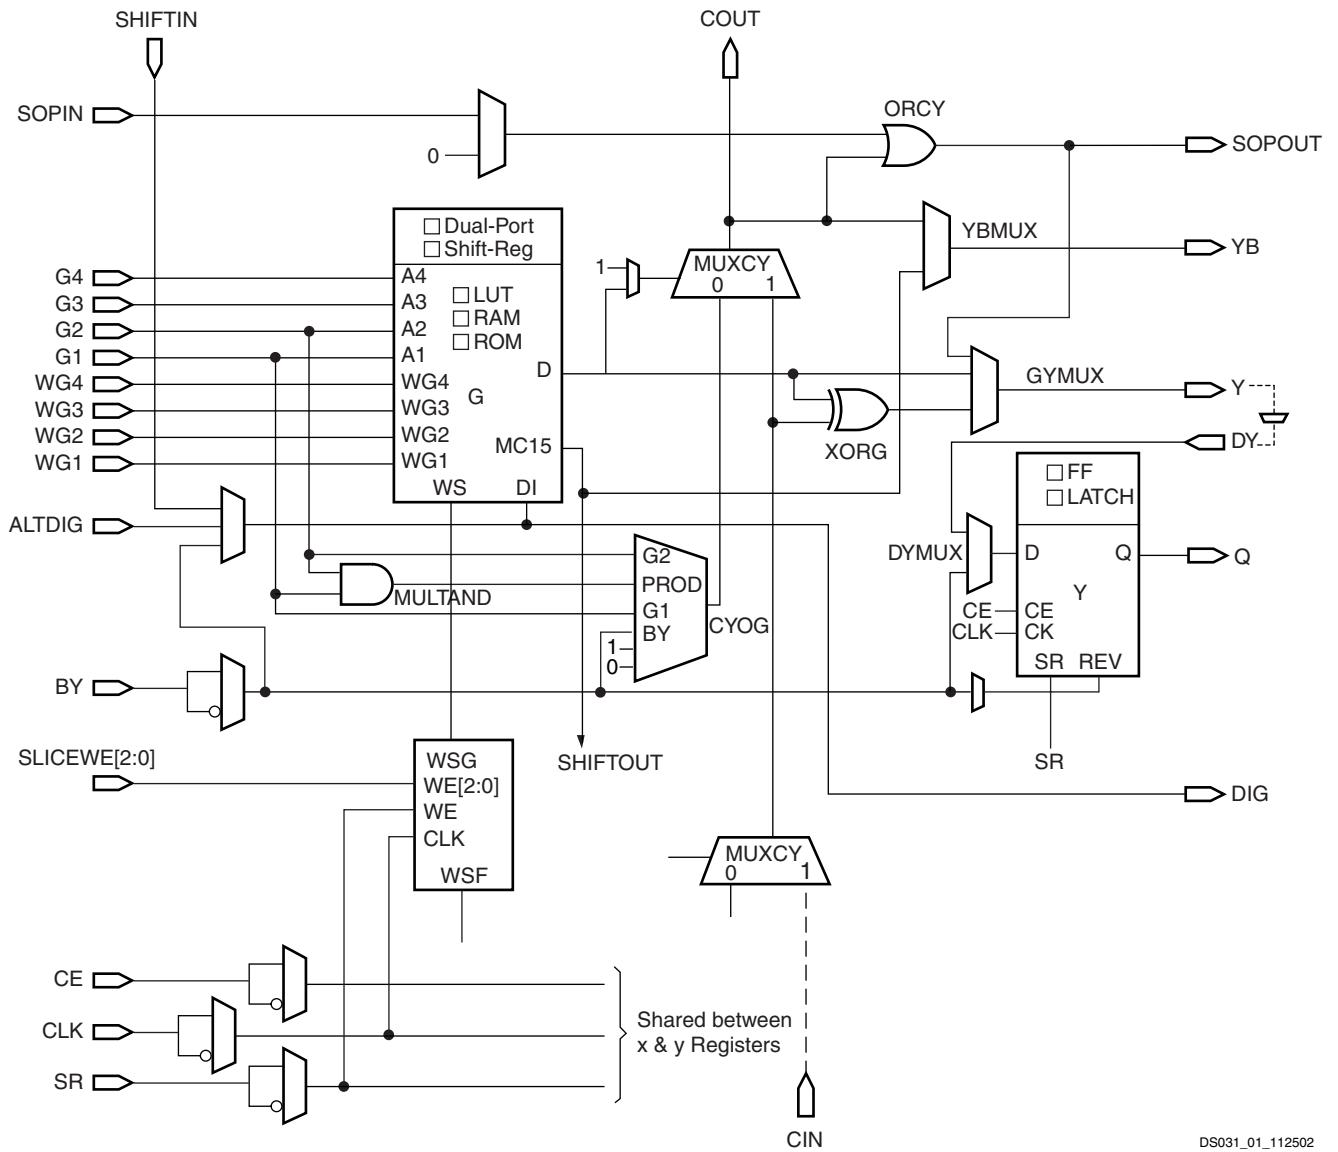 SHIFTIN
COUT
SOPIN
0
ORCY
SOPOUT
Dual-Port
Shift-Reg
YBMUX
YB
1
MUXCY
0 1
G4
G3
G2
G1
WG4
WG3
WG2
WG1
A4
A3
A2
A1
WG4
WG3
WG2
WG1
LUT
RAM
ROM
G
D
MC15
WS
DI
GYMUX
Y
DY
XORG
FF
LATCH
ALTDIG
DYMUX
D
Q
Q
Y
CE
CLK
CE
CK
SR REV
SR
MULTAND
G2
PROD
G1
BY
1
0
CYOG
BY
SHIFTOUT
SLICEWE[2:0]
WSG
WE[2:0]
WE
CLK
WSF
DIG
MUXCY
0 1
CE
CLK
SR
Shared between
x & y Registers
CIN
DS031_01_112502